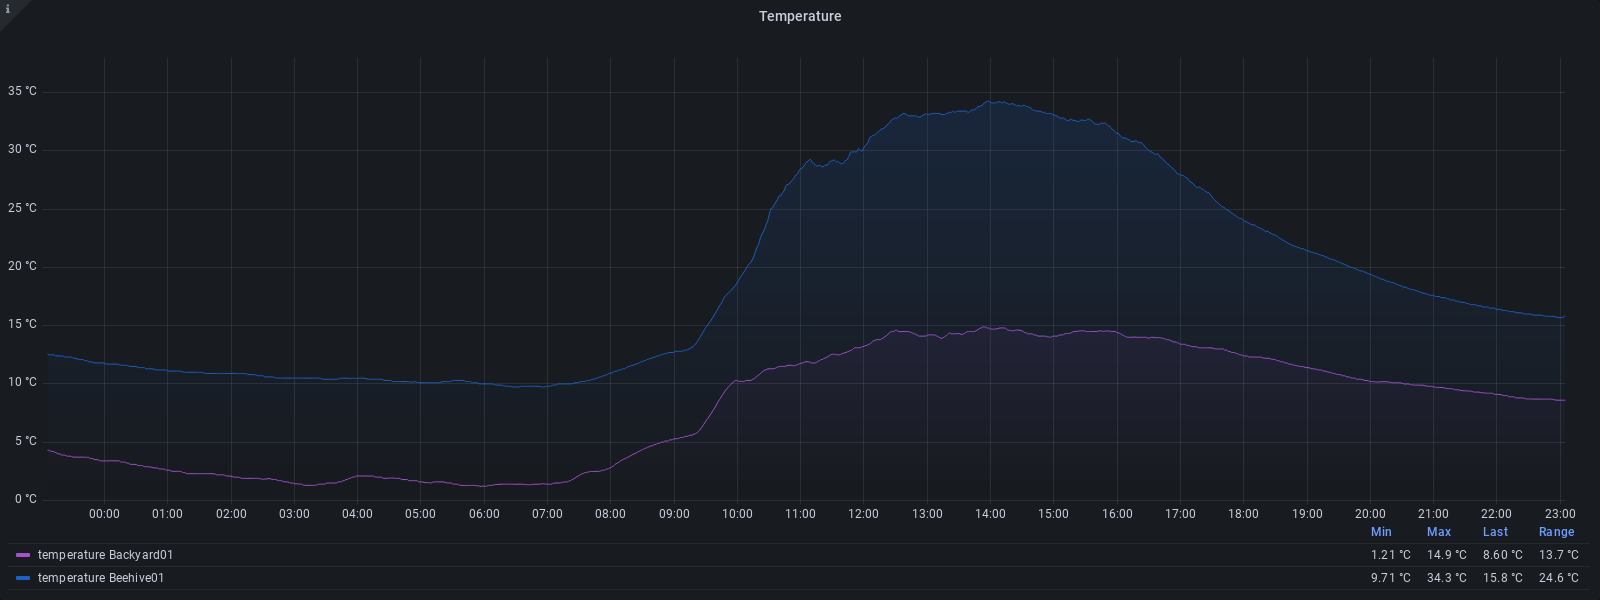 i
Temperature
35 °C
30 °C
25 °C
20 °C
15 °C
10 °C
5 °C
0 °C
00:00 01:00 02:00 03:00 04:00 05:00 06:00 07:00 08:00 09:00 10:00 11:00 12:00 13:00 14:00 15:00 16:00 17:00 18:00 19:00 20:00 21:00 22:00 23:00
Min Max Last Range
temperature Backyard01 1.21 °C 14.9 °C 8.60 °C 13.7 °C
temperature Beehive01 9.71 °C 34.3 °C 15.8 °C 24.6 °C